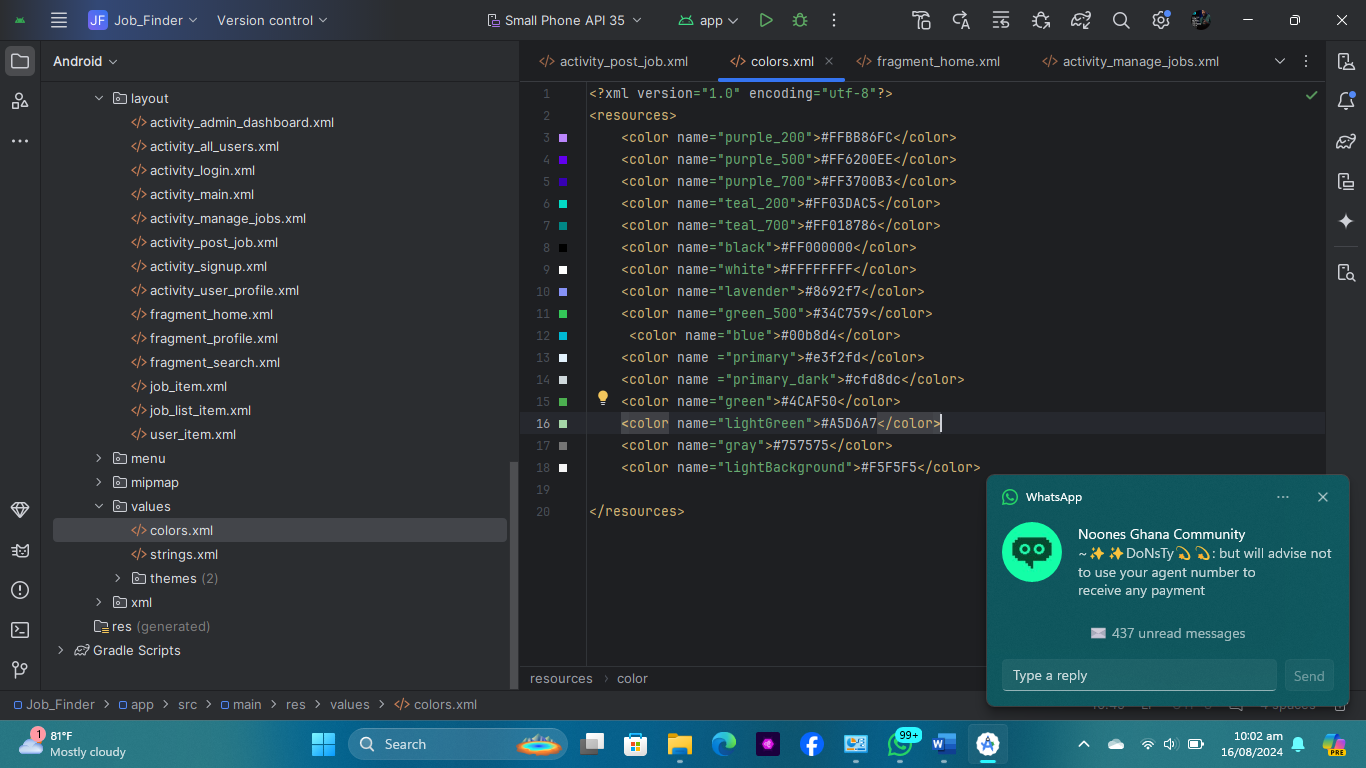 JF Job_Finder Version control Small Phone API 35 app
Android
layout
activity_admin_dashboard.xml
activity_all_users.xml
activity_login.xml
activity_main.xml
activity_manage_jobs.xml
activity_post_job.xml
activity_signup.xml
activity_user_profile.xml
fragment_home.xml
fragment_profile.xml
fragment_search.xml
job_item.xml
job_list_item.xml
user_item.xml
menu
mipmap
values
colors.xml
strings.xml
themes (2)
xml
res (generated)
Gradle Scripts
activity_post_job.xml colors.xml fragment_home.xml activity_manage_jobs.xml
1 <?xml version="1.0" encoding="utf-8"?>
2 <resources>
3 <color name="purple_200">#FFBB86FC</color>
4 <color name="purple_500">#FF6200EE</color>
5 <color name="purple_700">#FF3700B3</color>
6 <color name="teal_200">#FF03DAC5</color>
7 <color name="teal_700">#FF018786</color>
8 <color name="black">#FF000000</color>
9 <color name="white">#FFFFFFFF</color>
10 <color name="lavender">#8692f7</color>
11 <color name="green_500">#34C759</color>
12 <color name="blue">#00b8d4</color>
13 <color name ="primary">#e3f2fd</color>
14 <color name ="primary_dark">#cfd8dc</color>
15 <color name="green">#4CAF50</color>
16 <color name="lightGreen">#A5D6A7</color>
17 <color name="gray">#757575</color>
18 <color name="lightBackground">#F5F5F5</color>
19
20 </resources>
resources > color
WhatsApp
Noones Ghana Community
~✨✨DoNsTy💫💫: but will advise not
to use your agent number to
receive any payment
✉️ 437 unread messages
Type a reply Send
Job_Finder > app > src > main > res > values > colors.xml
1 81°F
Mostly cloudy
Search
99+
10:02 am
16/08/2024
PRE